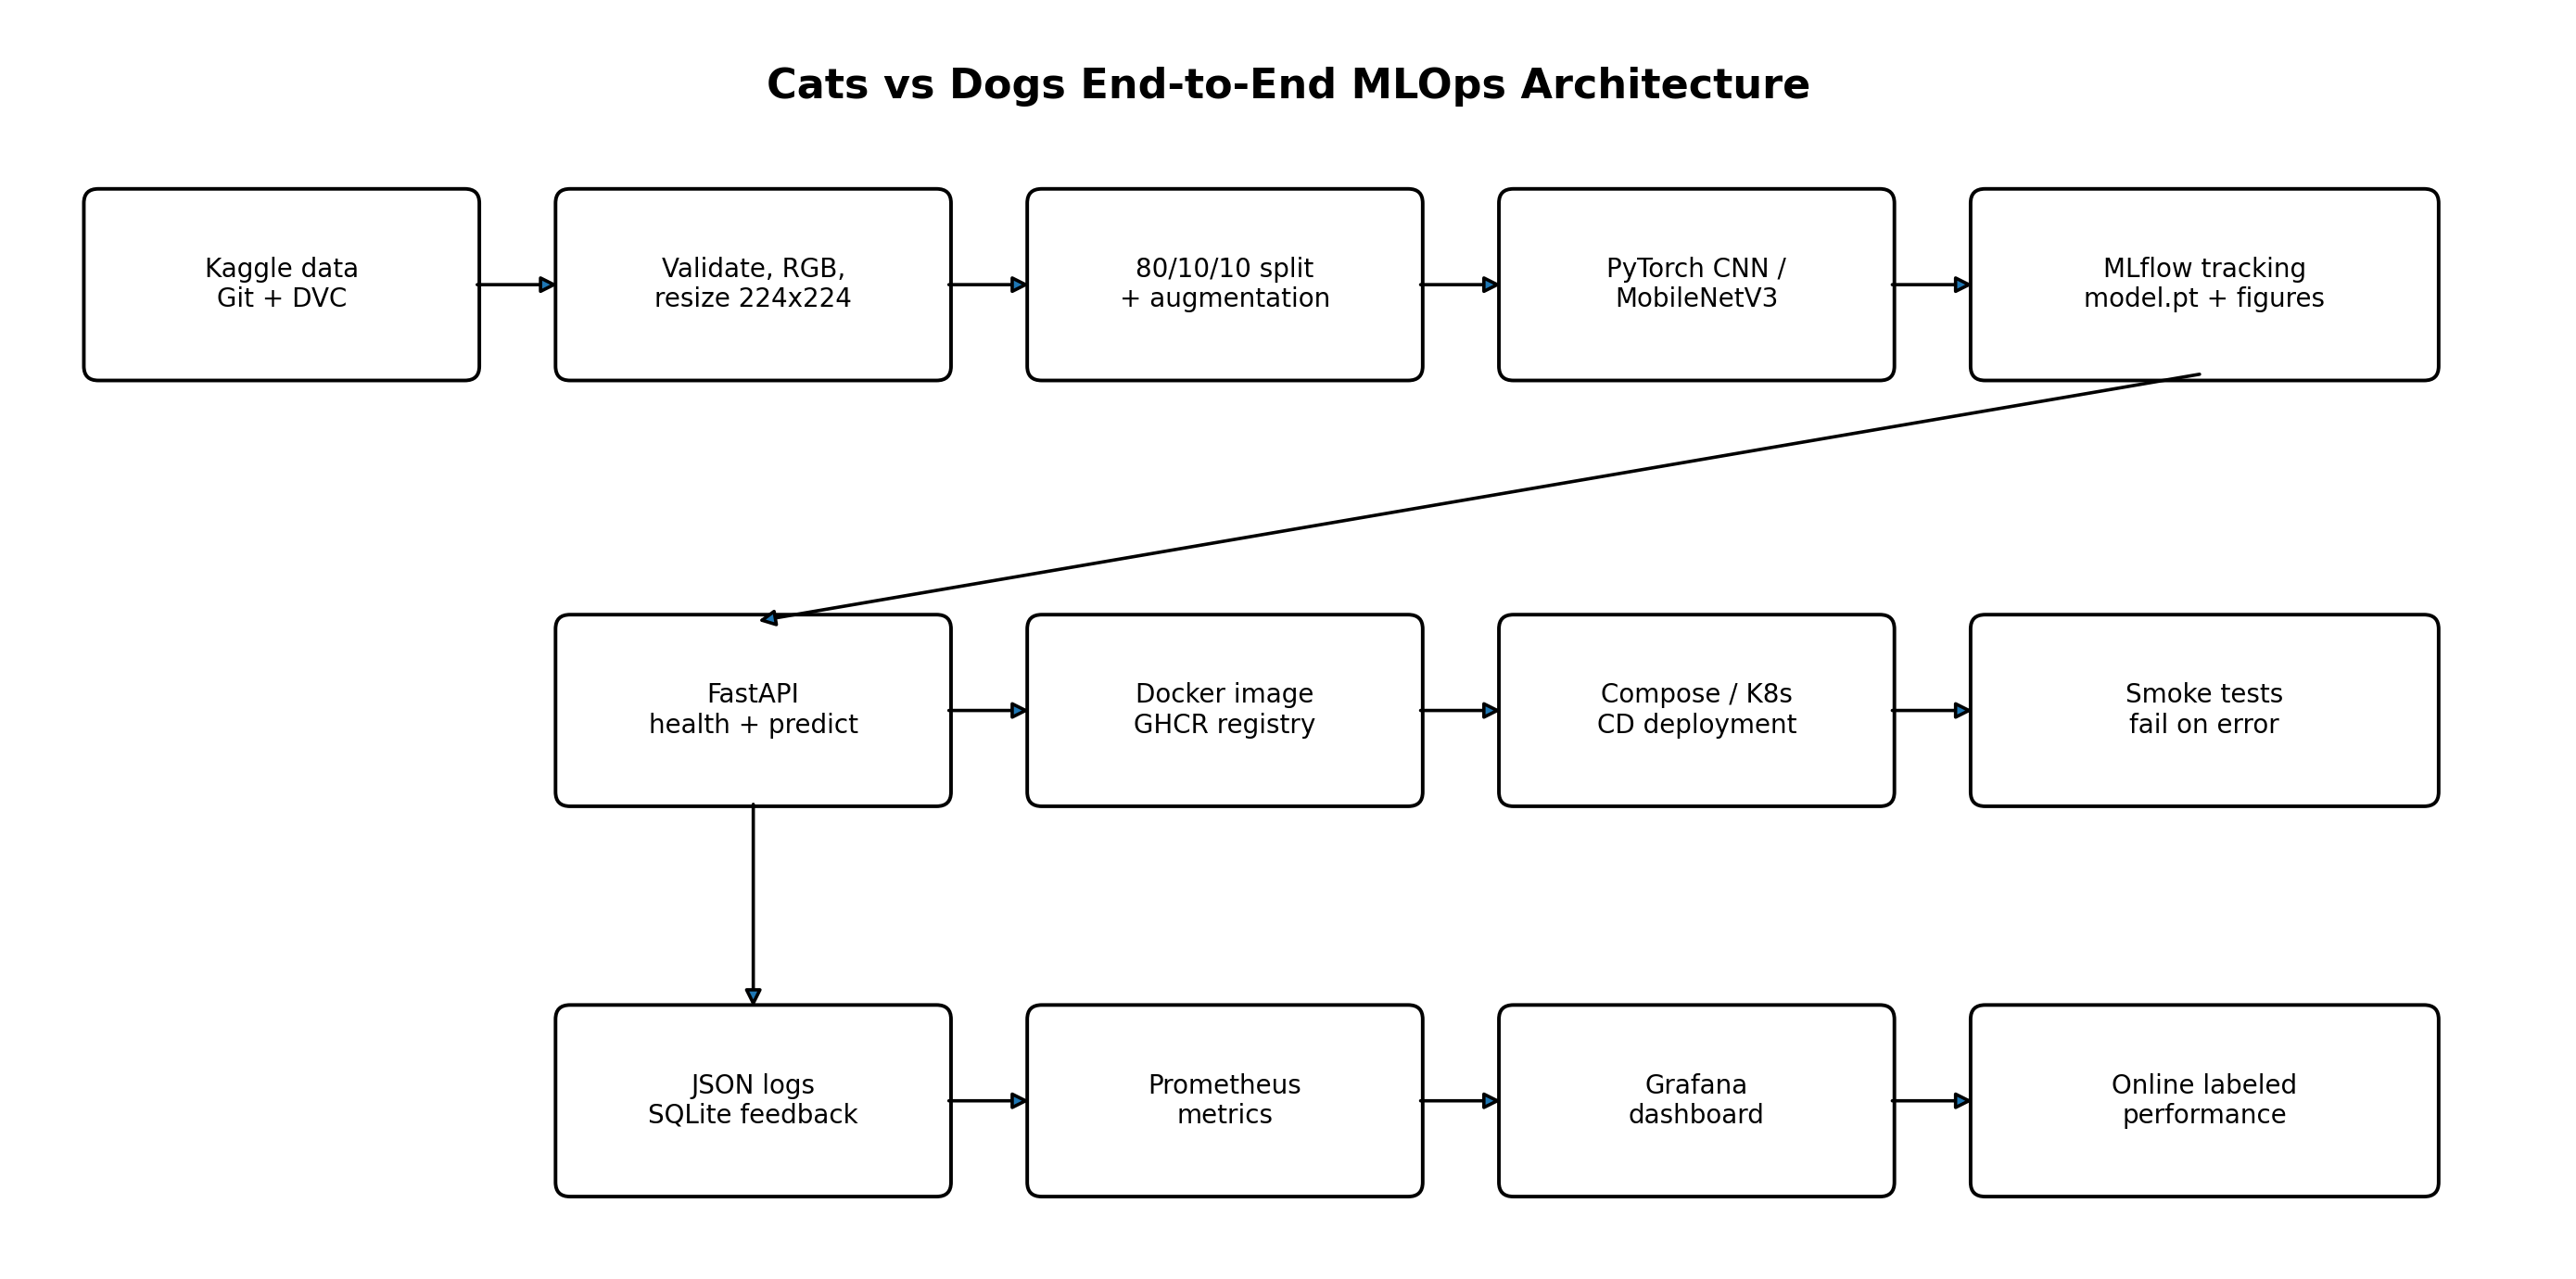 Cats vs Dogs End-to-End MLOps Architecture
Kaggle data
Git + DVC
Validate, RGB,
resize 224x224
80/10/10 split
+ augmentation
PyTorch CNN /
MobileNetV3
MLflow tracking
model.pt + figures
FastAPI
health + predict
Docker image
GHCR registry
Compose / K8s
CD deployment
Smoke tests
fail on error
JSON logs
SQLite feedback
Prometheus
metrics
Grafana
dashboard
Online labeled
performance